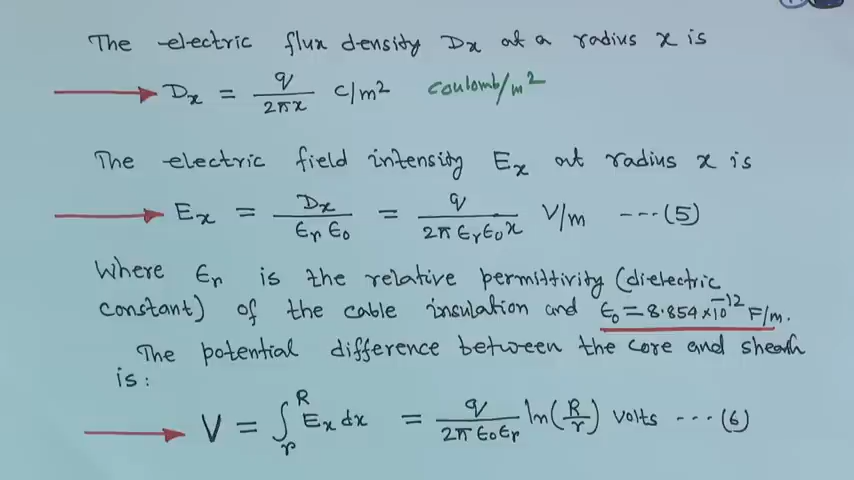 The electric flux density Dx at a radius x is
Dx = q/2πx C/m² coulomb/m²
The electric field intensity Ex at radius x is
Ex = Dx/ϵr ϵ0 = q/2π ϵr ϵ0 x V/m ----(5)
Where ϵr is the relative permittivity (dielectric
constant) of the cable insulation and ϵ0 = 8.854×10⁻¹² F/m.
The potential difference between the core and sheath
is:
V = ∫_r^R Ex dx = q/2π ϵ0 ϵr ln(R/r) volts ----(6)